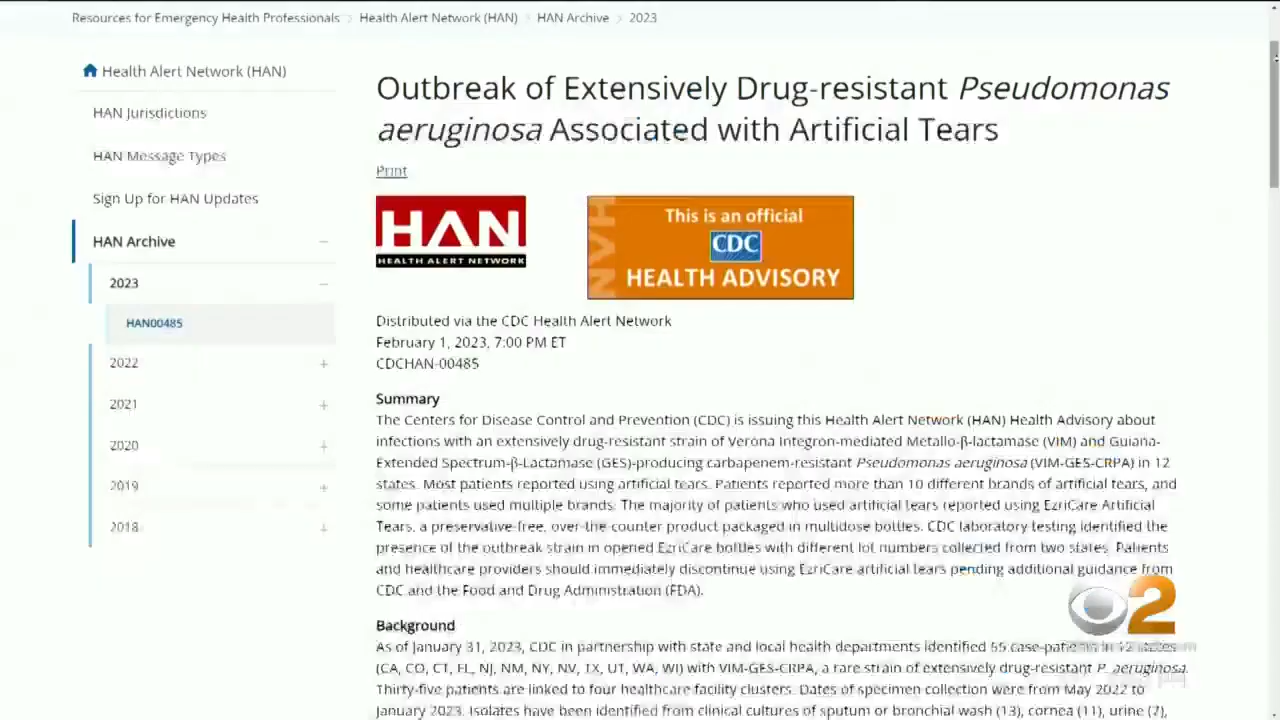 Resources for Emergency Health Professionals > Health Alert Network (HAN) > HAN Archive > 2023
Health Alert Network (HAN)
HAN Jurisdictions
HAN Message Types
Sign Up for HAN Updates
HAN Archive
2023
HAN00485
2022
2021
2020
2019
2018
Outbreak of Extensively Drug-resistant Pseudomonas
aeruginosa Associated with Artificial Tears
Print
HAN
HEALTH ALERT NETWORK
HAN
This is an official
CDC
HEALTH ADVISORY
Distributed via the CDC Health Alert Network
February 1, 2023, 7:00 PM ET
CDCHAN-00485
Summary
The Centers for Disease Control and Prevention (CDC) is issuing this Health Alert Network (HAN) Health Advisory about
infections with an extensively drug-resistant strain of Verona Integron-mediated Metallo-β-lactamase (VIM) and Guiana-
Extended Spectrum-β-Lactamase (GES)-producing carbapenem-resistant Pseudomonas aeruginosa (VIM-GES-CRPA) in 12
states. Most patients reported using artificial tears. Patients reported more than 10 different brands of artificial tears, and
some patients used multiple brands. The majority of patients who used artificial tears reported using EzriCare Artificial
Tears, a preservative-free, over-the-counter product packaged in multidose bottles. CDC laboratory testing identified the
presence of the outbreak strain in opened EzriCare bottles with different lot numbers collected from two states. Patients
and healthcare providers should immediately discontinue using EzriCare artificial tears pending additional guidance from
CDC and the Food and Drug Administration (FDA).
2
Background
As of January 31, 2023, CDC in partnership with state and local health departments identified 55 case-patients in 12 states
(CA, CO, CT, FL, NJ, NM, NY, NV, TX, UT, WA, WI) with VIM-GES-CRPA, a rare strain of extensively drug-resistant P. aeruginosa.
Thirty-five patients are linked to four healthcare facility clusters. Dates of specimen collection were from May 2022 to
January 2023. Isolates have been identified from clinical cultures of sputum or bronchial wash (13), cornea (11), urine (7),